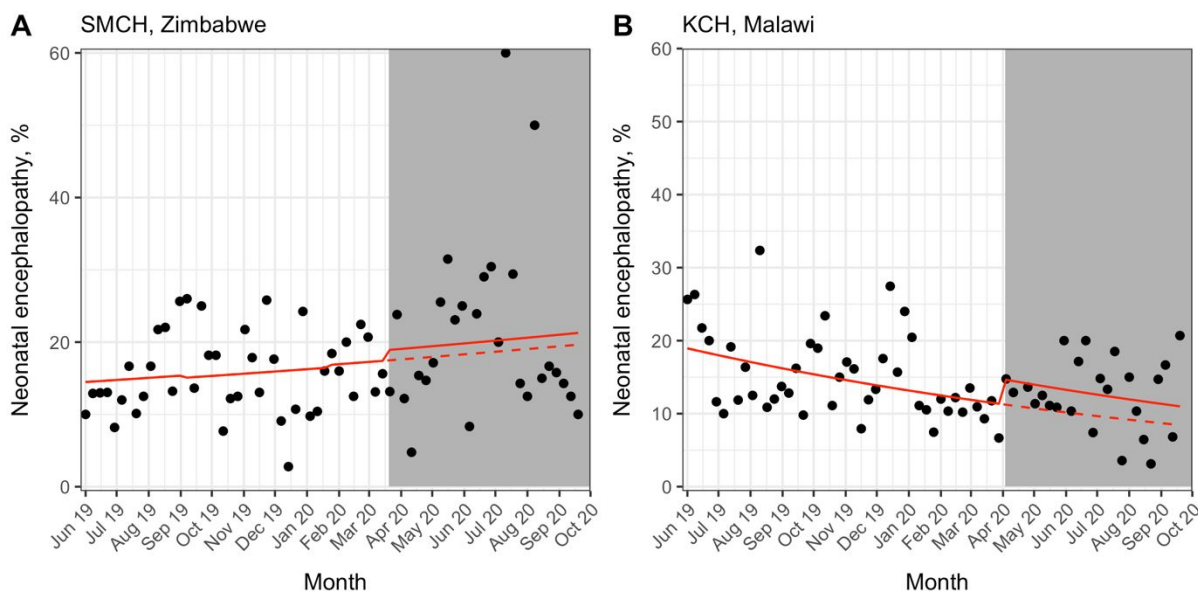 A SMCH, Zimbabwe
Neonatal encephalopathy, %
60
40
20
0
Jun 19 Jul 19 Aug 19 Sep 19 Oct 19 Nov 19 Dec 19 Jan 20 Feb 20 Mar 20 Apr 20 May 20 Jun 20 Jul 20 Aug 20 Sep 20 Oct 20
Month
B KCH, Malawi
Neonatal encephalopathy, %
60
50
40
30
20
10
0
Jun 19 Jul 19 Aug 19 Sep 19 Oct 19 Nov 19 Dec 19 Jan 20 Feb 20 Mar 20 Apr 20 May 20 Jun 20 Jul 20 Aug 20 Sep 20 Oct 20
Month